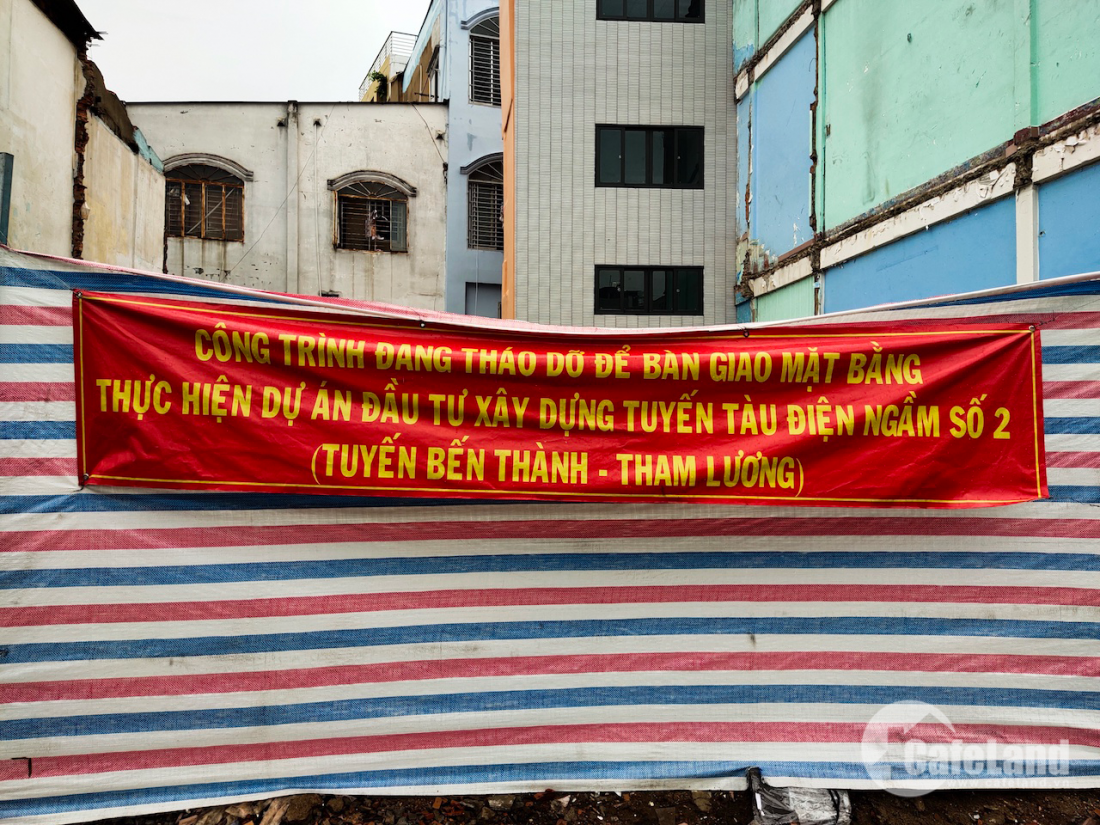 CÔNG TRÌNH ĐANG THÁO DỠ ĐỂ BÀN GIAO MẶT BẰNG
THỰC HIỆN DỰ ÁN ĐẦU TƯ XÂY DỰNG TUYẾN TÀU ĐIỆN NGẦM SỐ 2
(TUYẾN BẾN THÀNH - THAM LƯƠNG)
CafeLand